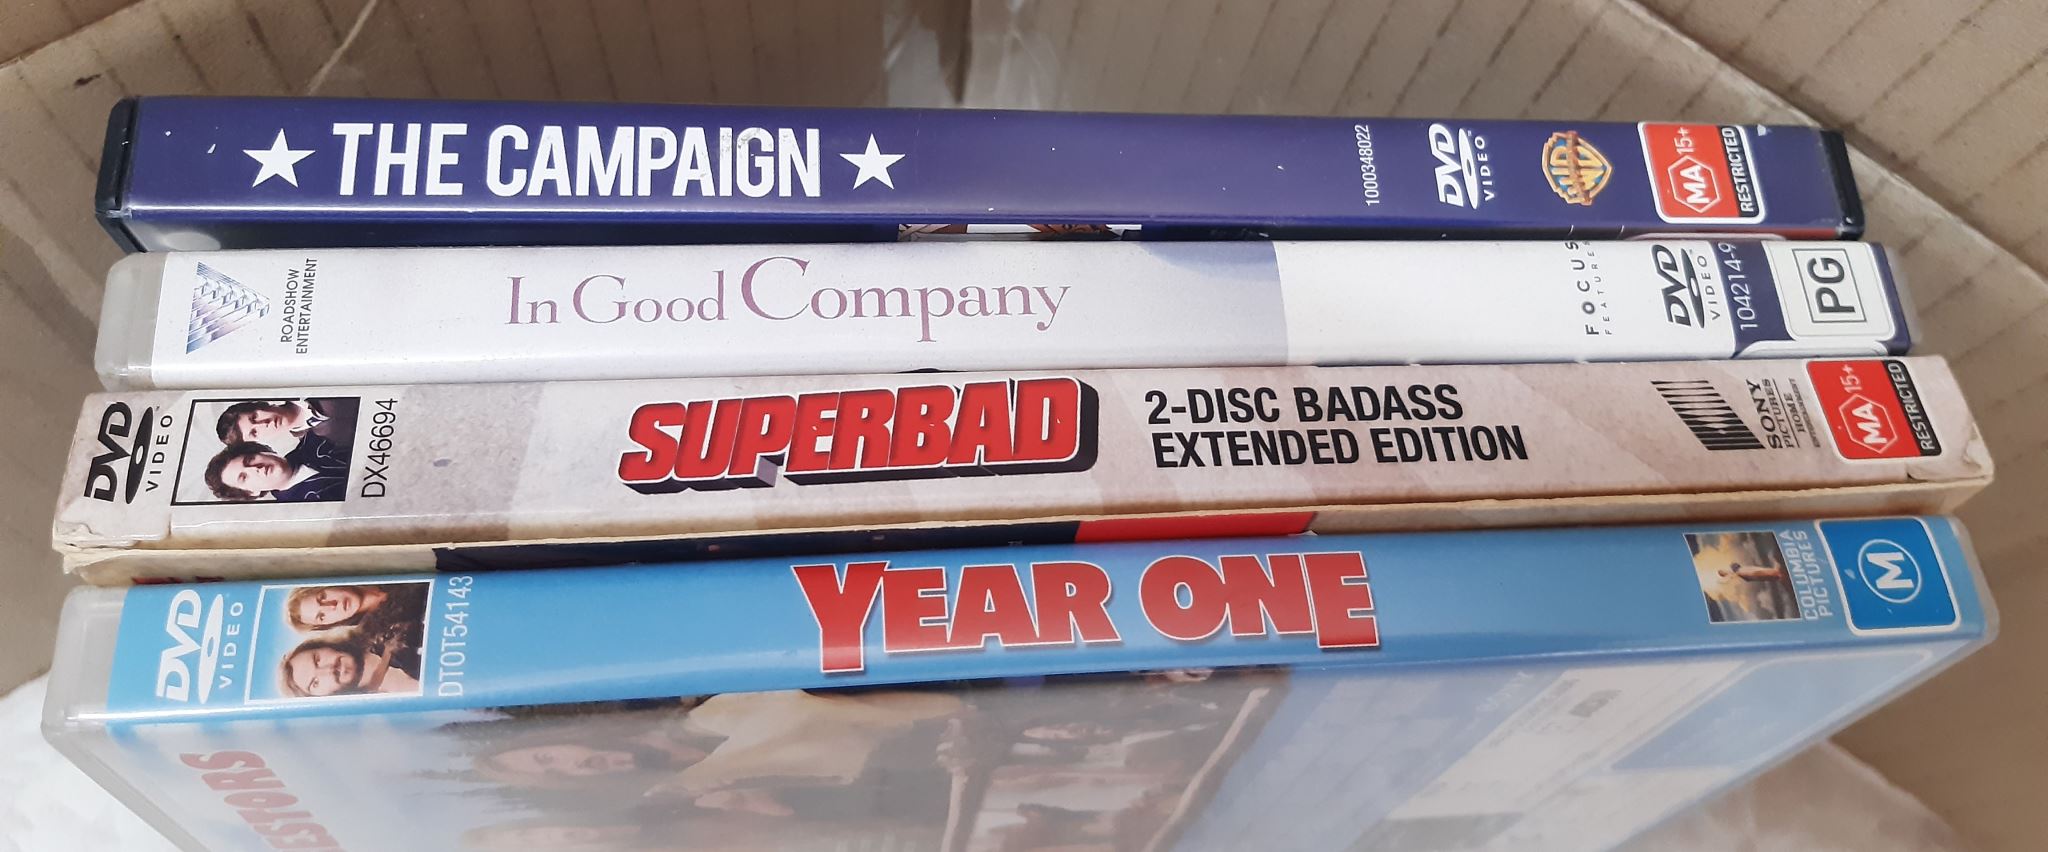 THE CAMPAIGN
1000348022
DVD
VIDEO
WB
MA 15+
RESTRICTED
ROADSHOW
ENTERTAINMENT
In Good Company
FOCUS
FEATURES
DVD
VIDEO
104214-9
PG
DVD
VIDEO
DX46694
SUPERBAD
2-DISC BADASS
EXTENDED EDITION
SONY
PICTURES
HOME
MA 15+
RESTRICTED
DVD
VIDEO
DTOT54143
YEAR ONE
COLUMBIA
PICTURES
M